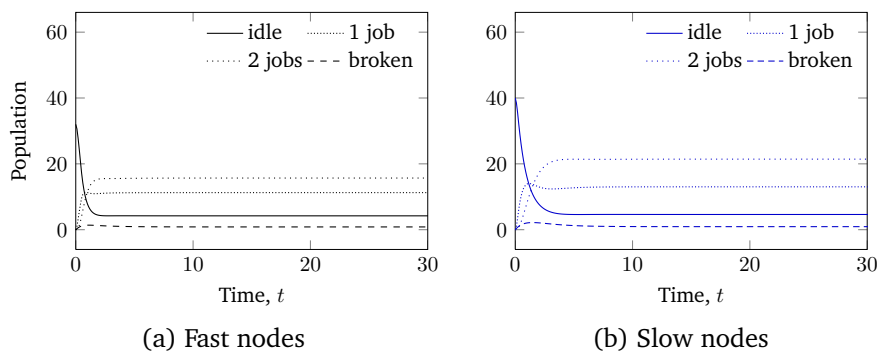 Population
60
40
20
0
idle
1 job
2 jobs
broken
0
10
20
30
Time, t
(a) Fast nodes
60
40
20
0
idle
1 job
2 jobs
broken
0
10
20
30
Time, t
(b) Slow nodes